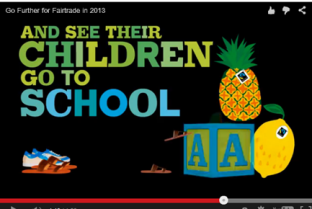 Go Further for Fairtrade in 2013
AND SEE THEIR
CHILDREN
GO TO
SCHOOL
A A